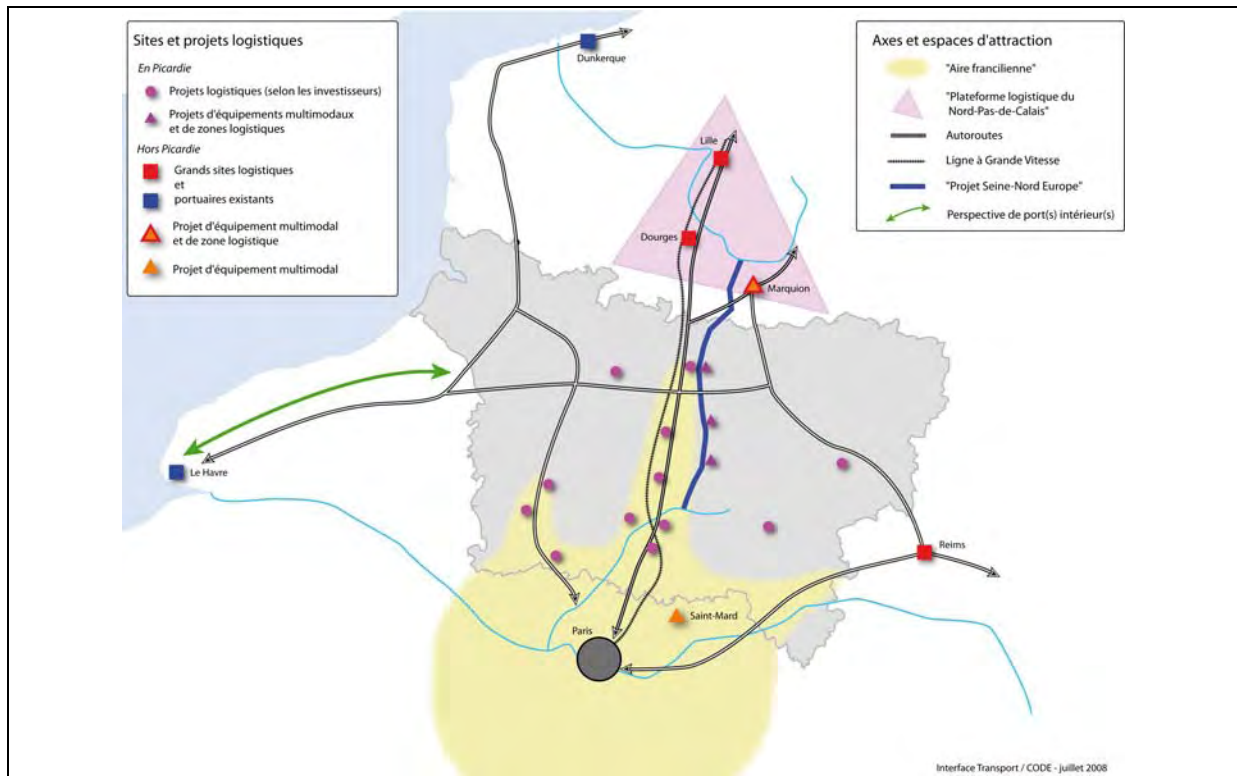 Sites et projets logistiques
En Picardie
Projets logistiques (selon les investisseurs)
Projets d'équipements multimodaux
et de zones logistiques
Hors Picardie
Grands sites logistiques
et
portuaires existants
Projet d'équipement multimodal
et de zone logistique
Projet d'équipement multimodal
Axes et espaces d'attraction
"Aire francilienne"
"Plateforme logistique du
Nord-Pas-de-Calais"
Autoroutes
Ligne à Grande Vitesse
"Projet Seine-Nord Europe"
Perspective de port(s) intérieur(s)
Dunkerque
Lille
Dourges
Marquion
Le Havre
Reims
Saint-Mard
Paris
Interface Transport / CODE - juillet 2008